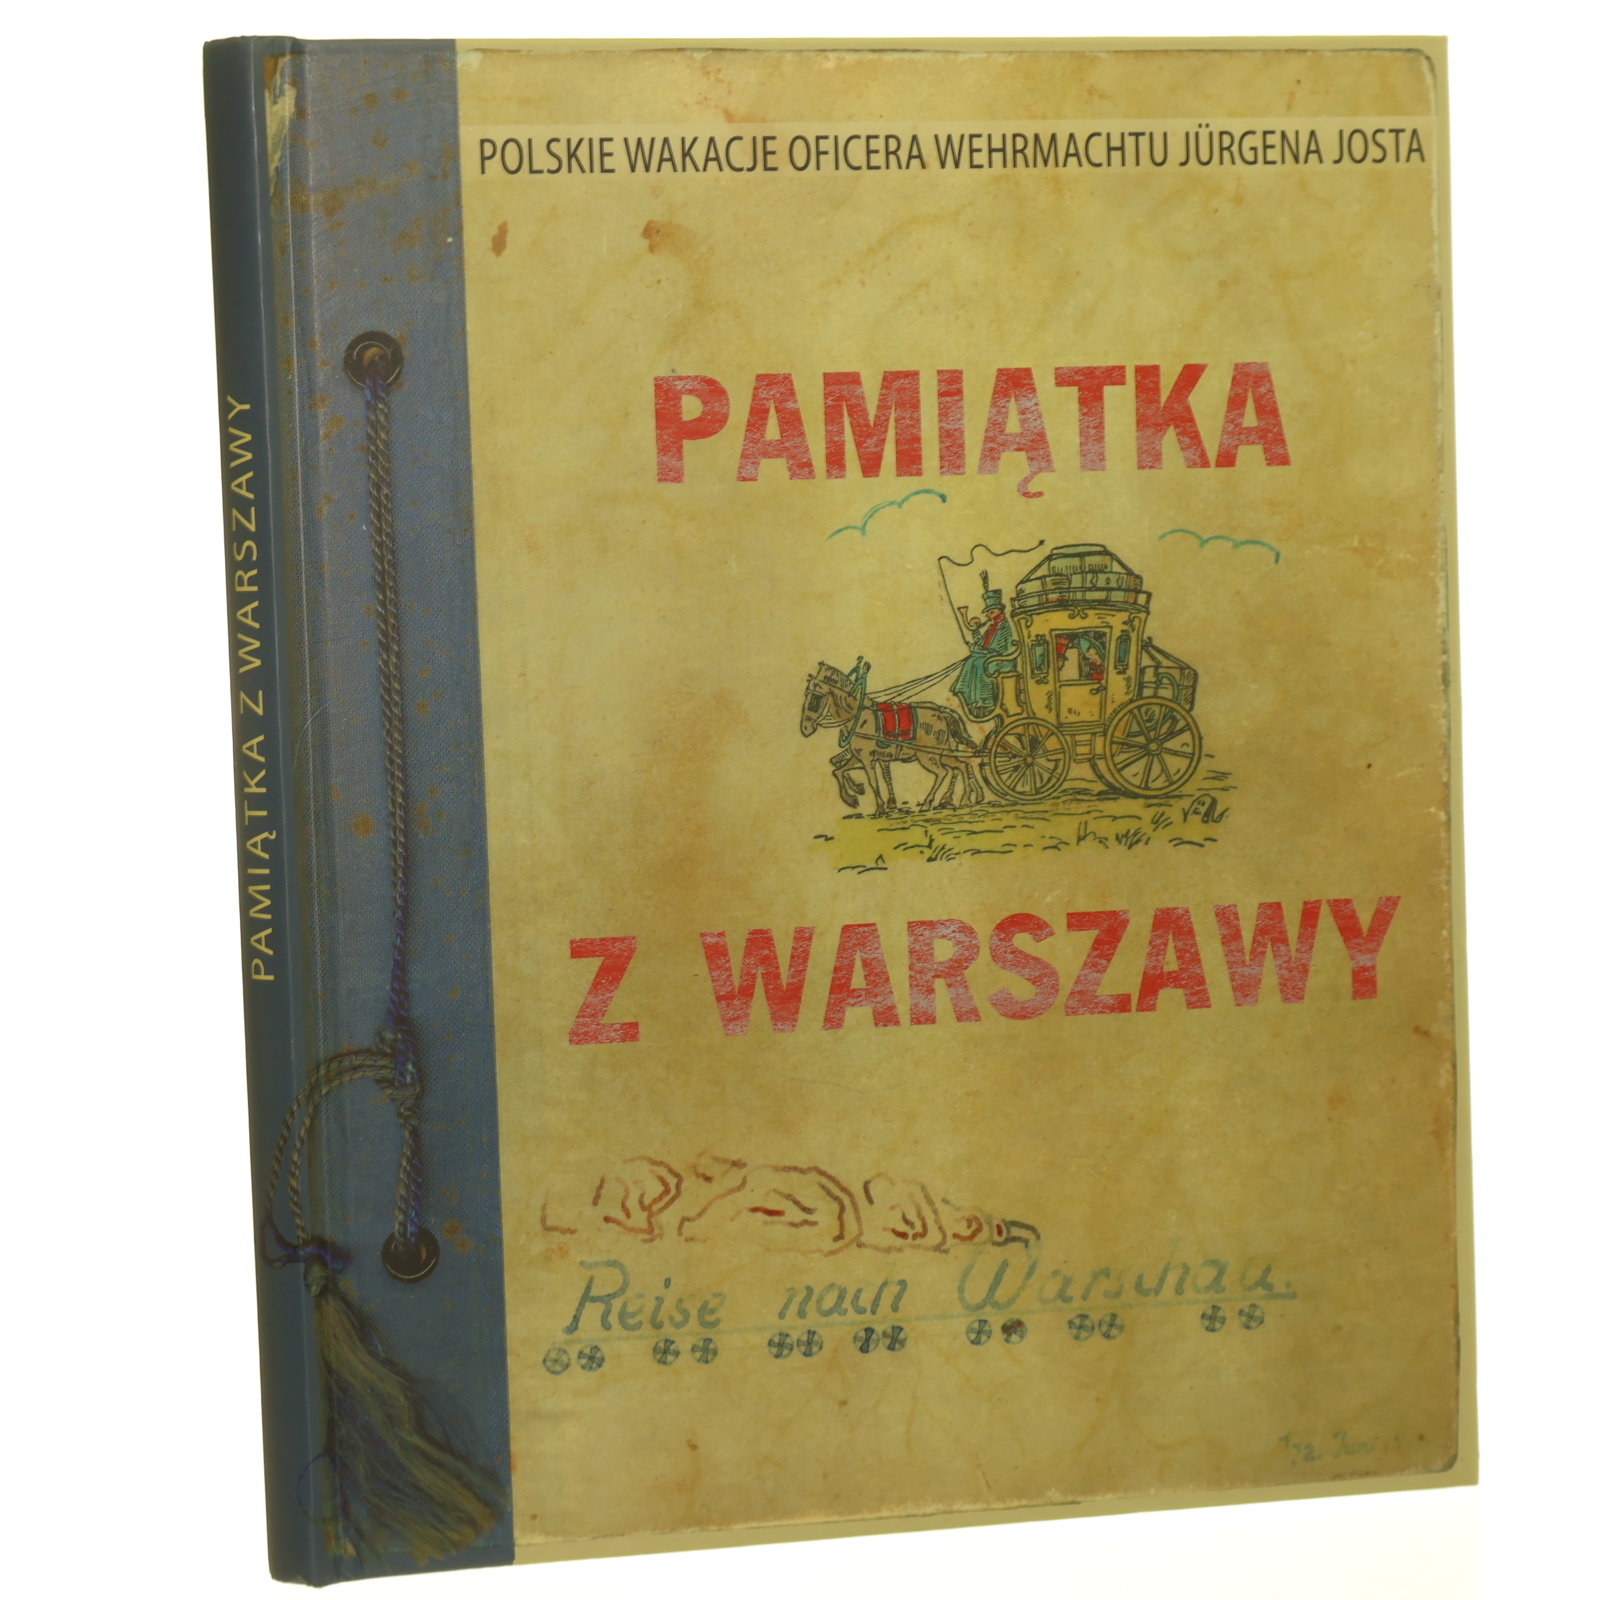 PAMIĄTKA Z WARSZAWY
POLSKIE WAKACJE OFICERA WEHRMACHTU JÜRGENA JOSTA
PAMIĄTKA
Z WARSZAWY
Reise nach Warschau.